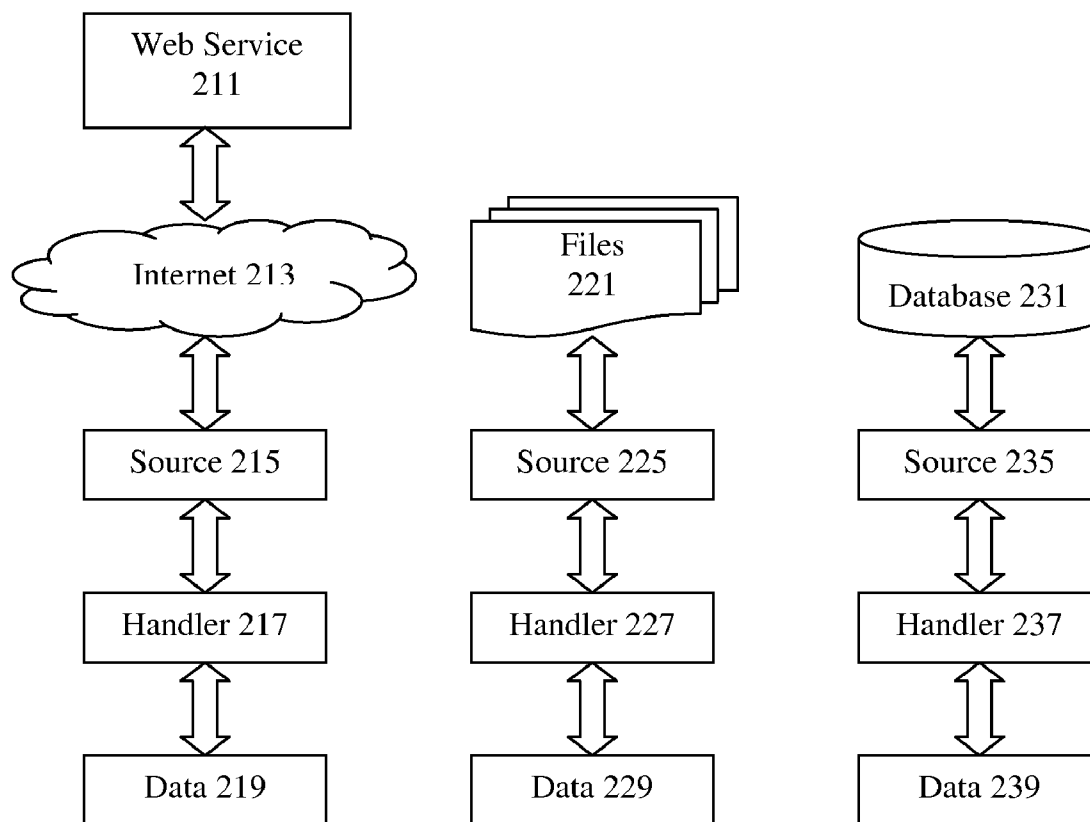 Web Service
211
Internet 213
Files
221
Database 231
Source 215
Source 225
Source 235
Handler 217
Handler 227
Handler 237
Data 219
Data 229
Data 239